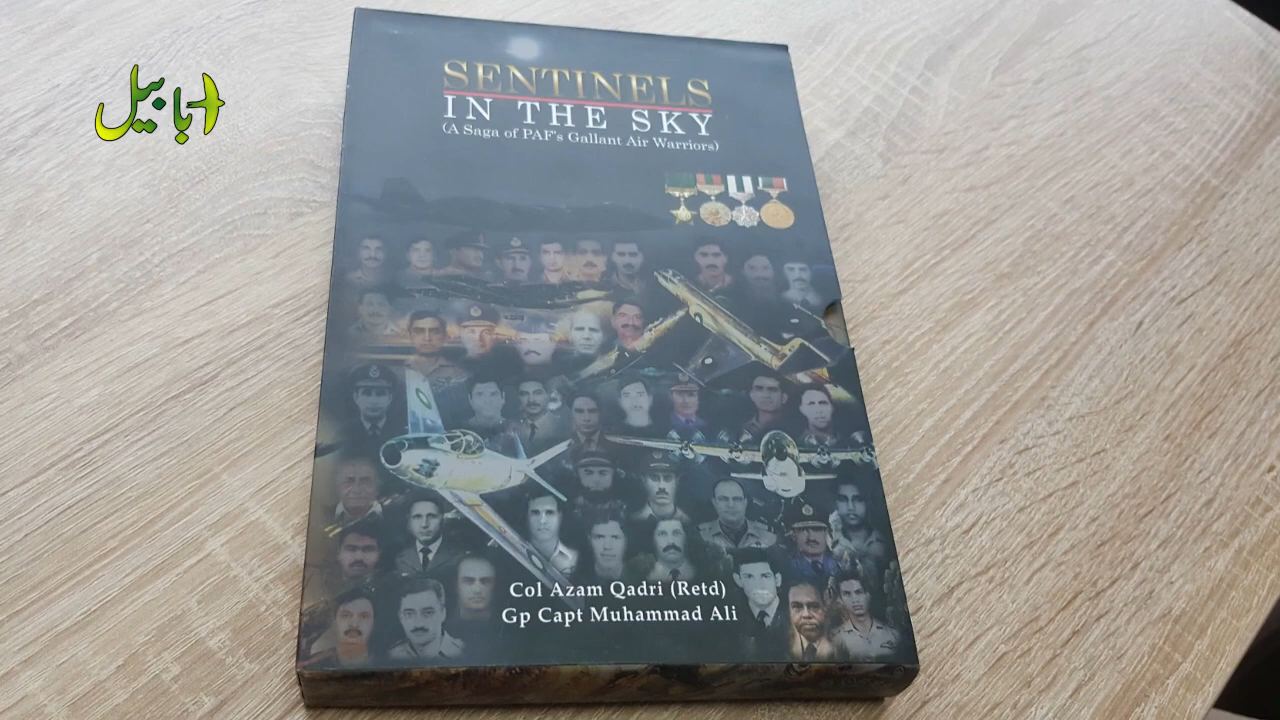 ابابیل
SENTINELS
IN THE SKY
(A Saga of PAF's Gallant Air Warriors)
Col Azam Qadri (Retd)
Gp Capt Muhammad Ali